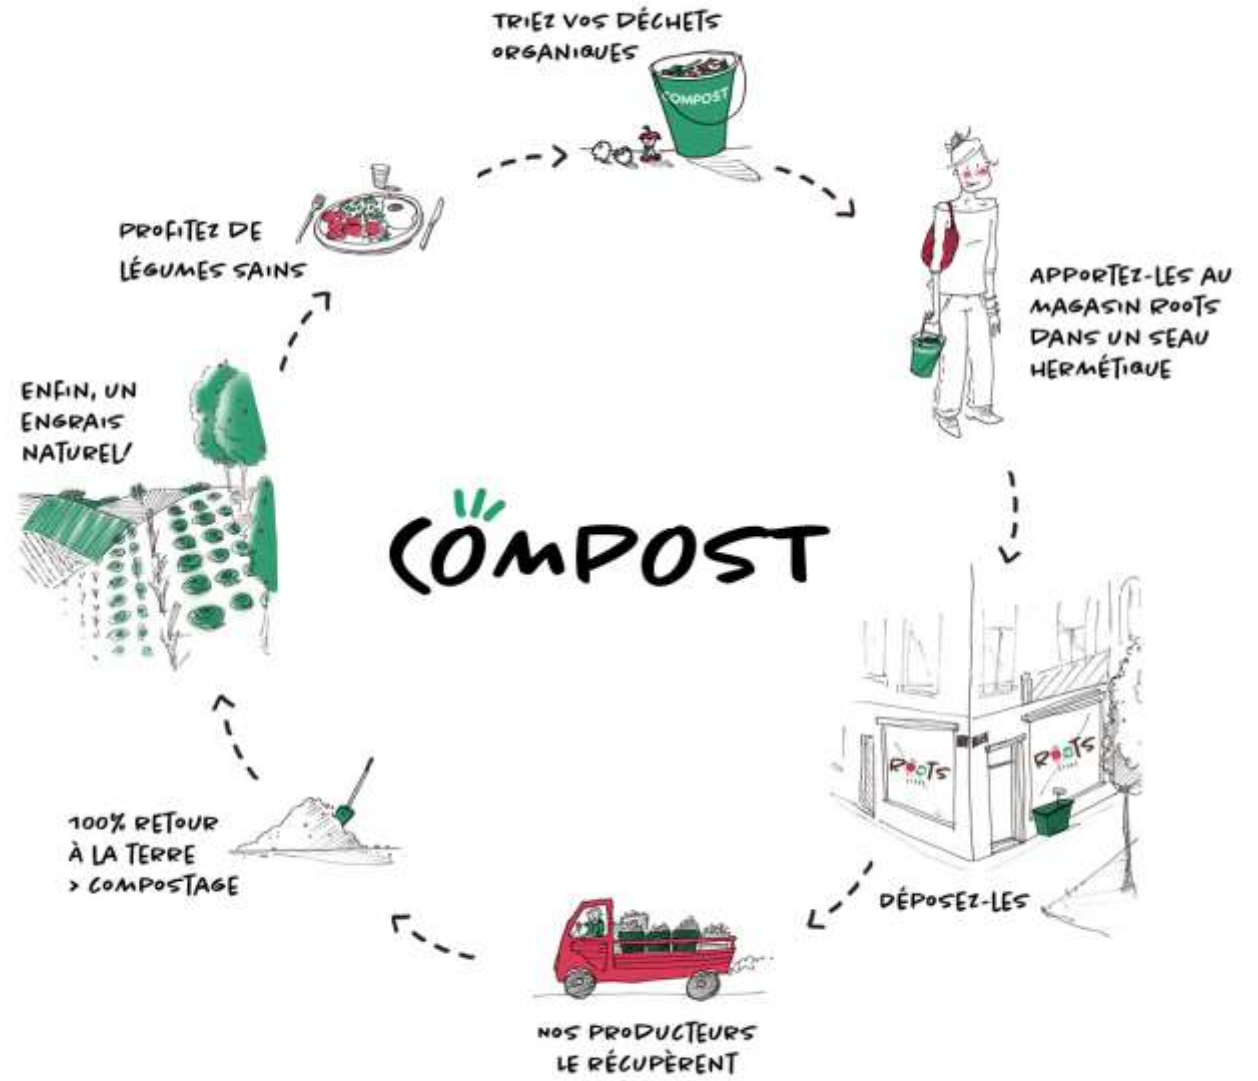 TRIEZ VOS DÉCHETS
ORGANIQUES
COMPOST
APPORTEZ-LES AU
MAGASIN ROOTS
DANS UN SEAU
HERMÉTIQUE
ROOTS
ROOTS
DÉPOSEZ-LES
NOS PRODUCTEURS
LE RÉCUPÈRENT
100% RETOUR
À LA TERRE
> COMPOSTAGE
ENFIN, UN
ENGRAIS
NATUREL!
PROFITEZ DE
LÉGUMES SAINS
COMPOST